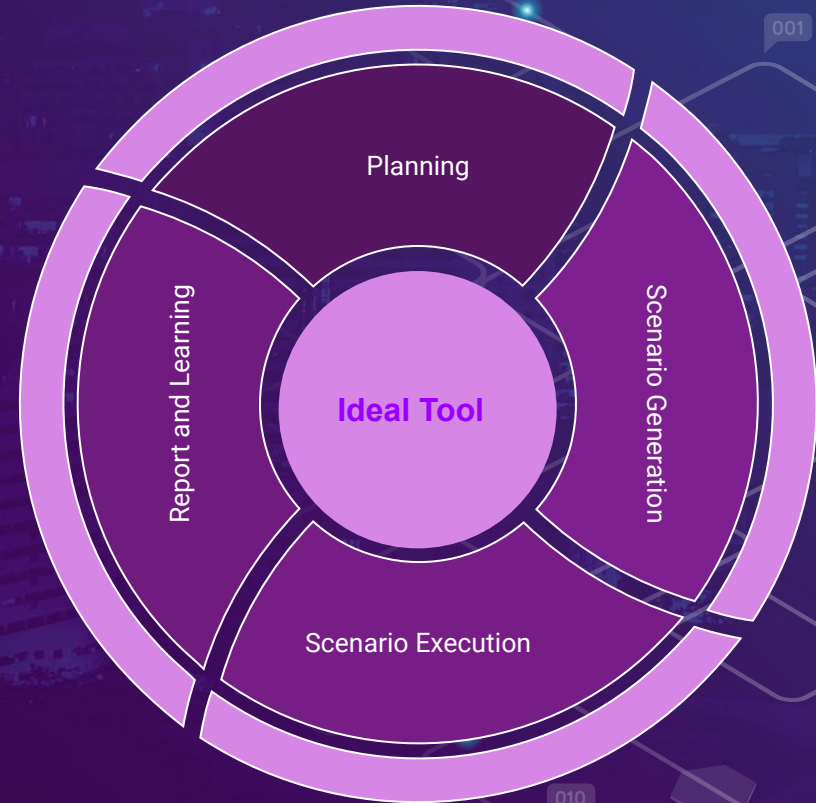 001
Planning
Scenario Generation
Ideal Tool
Report and Learning
Scenario Execution
010